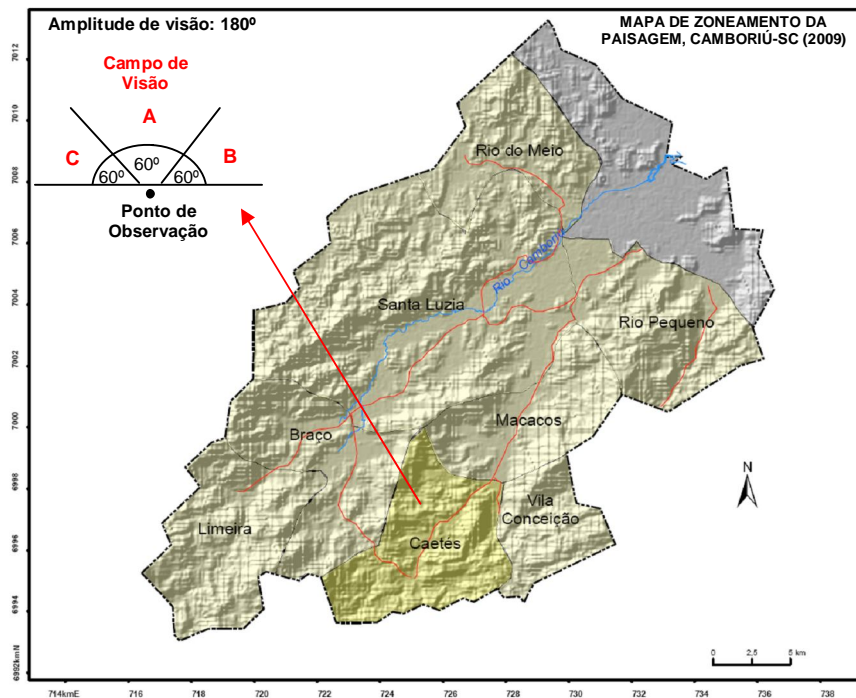 Amplitude de visão: 180º
MAPA DE ZONEAMENTO DA
PAISAGEM, CAMBORIÚ-SC (2009)
Campo de
Visão
A
C
B
60º
60º
60º
Ponto de
Observação
Rio do Meio
Rio Camboriú
Santa Luzia
Rio Pequeno
Braço
Macacos
Limeira
Caetés
Vila
Conceição
N
0 2,5 5 km
7012
7010
7008
7006
7004
7002
7000
6998
6996
6994
6992kmN
714kmE 718 720 722 724 726 728 730 732 734 736 738